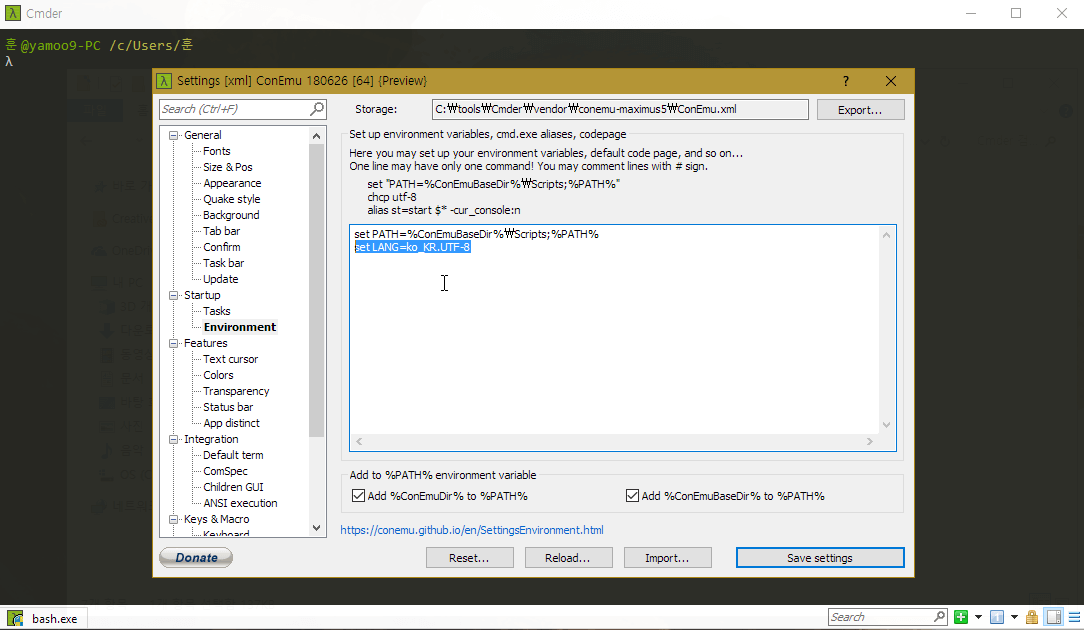 Cmder
훈@yamoo9-PC /c/Users/훈
λ
Settings [xml] ConEmu 180626 [64] {Preview}
Search (Ctrl+F)
Storage:
C:₩tools₩Cmder₩vendor₩conemu-maximus5₩ConEmu.xml
Export...
General
Fonts
Size & Pos
Appearance
Quake style
Background
Tab bar
Confirm
Task bar
Update
Startup
Tasks
Environment
Features
Text cursor
Colors
Transparency
Status bar
App distinct
Integration
Default term
ComSpec
Children GUI
ANSI execution
Keys & Macro
Keyboard
Set up environment variables, cmd.exe aliases, codepage
Here you may set up your environment variables, default code page, and so on...
One line may have only one command! You may comment lines with # sign.
set "PATH=%ConEmuBaseDir%₩Scripts;%PATH%"
chcp utf-8
alias st=start $* -cur_console:n
set PATH=%ConEmuBaseDir%₩Scripts;%PATH%
set LANG=ko_KR.UTF-8
Add to %PATH% environment variable
Add %ConEmuDir% to %PATH%
Add %ConEmuBaseDir% to %PATH%
https://conemu.github.io/en/SettingsEnvironment.html
Donate
Reset...
Reload...
Import...
Save settings
bash.exe
Search